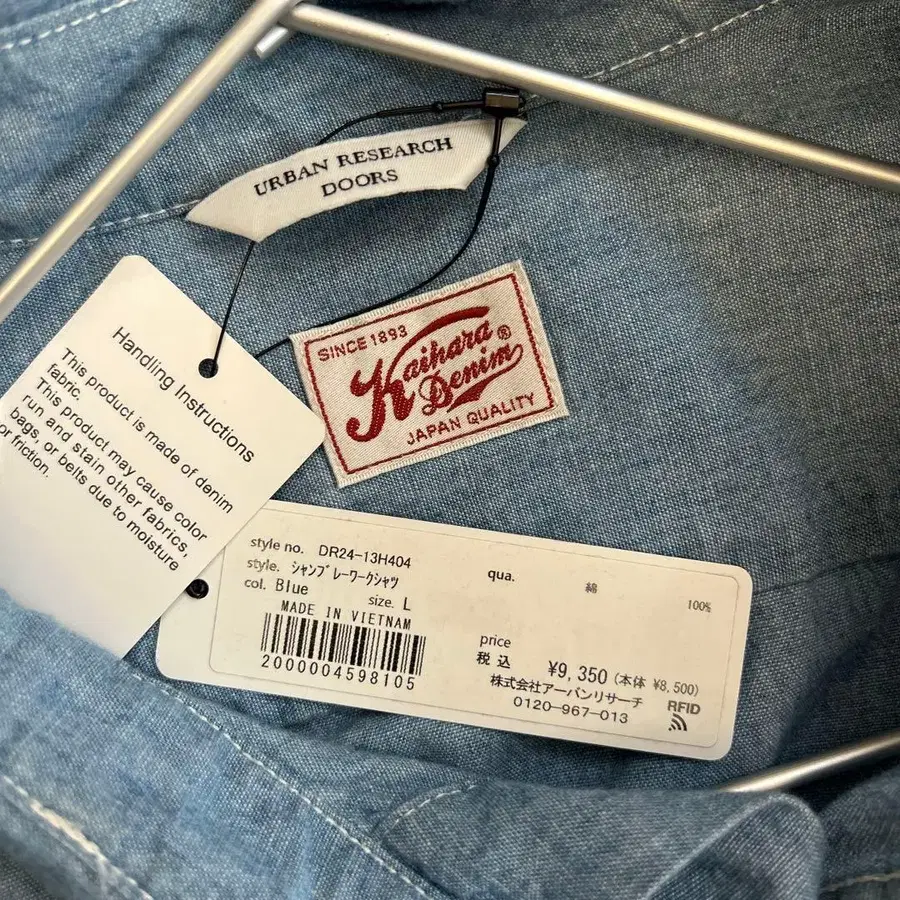 URBAN RESEARCH
DOORS
SINCE 1893
Kaihara®
Denim
JAPAN QUALITY
Handling Instructions
This product is made of denim
fabric.
This product may cause color
run and stain other fabrics,
bags, or belts due to moisture
or friction.
style no. DR24-13H404
style. シャンブレーワークシャツ
col. Blue size. L
MADE IN VIETNAM
2000004598105
qua. 綿 100%
price
税込 ¥9,350 (本体 ¥8,500)
株式会社アーバンリサーチ
0120-967-013
RFID